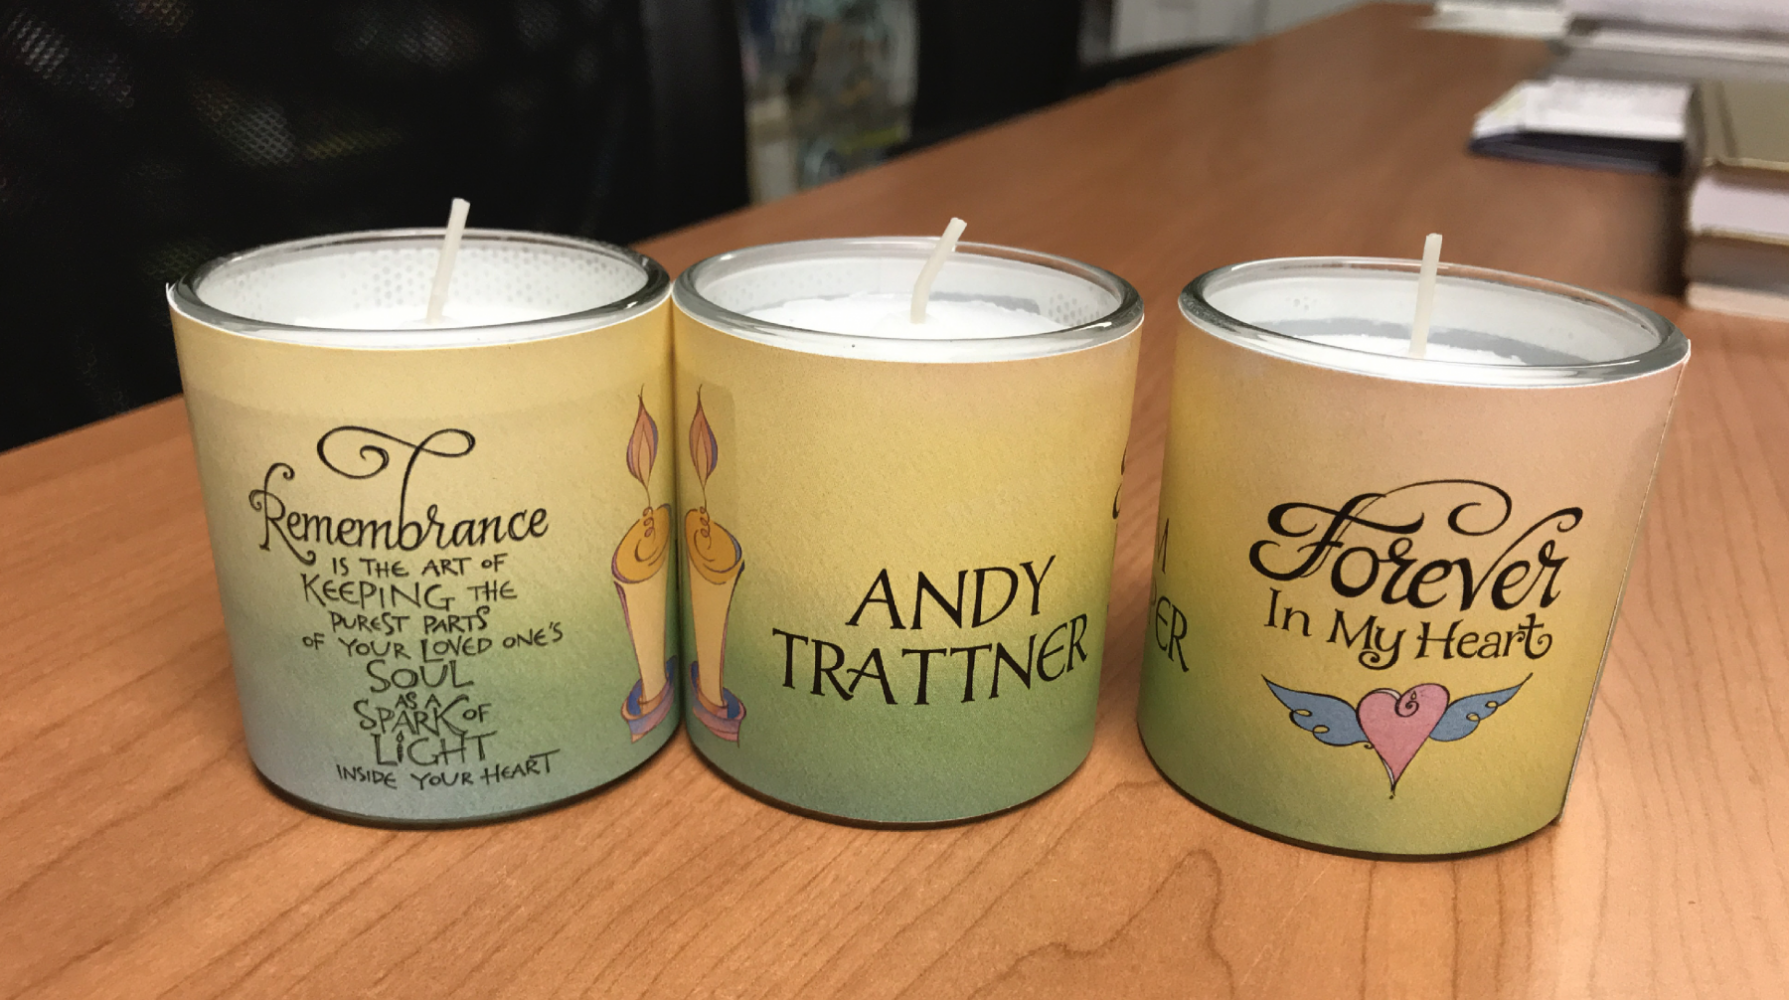 Remembrance
IS THE ART OF
KEEPING THE
PUREST PARTS
OF YOUR LOVED ONE'S
SOUL
AS A
SPARK OF
LiGHT
INSIDE YOUR HEART
ANDY
TRATTNER
ER
Forever
In My Heart